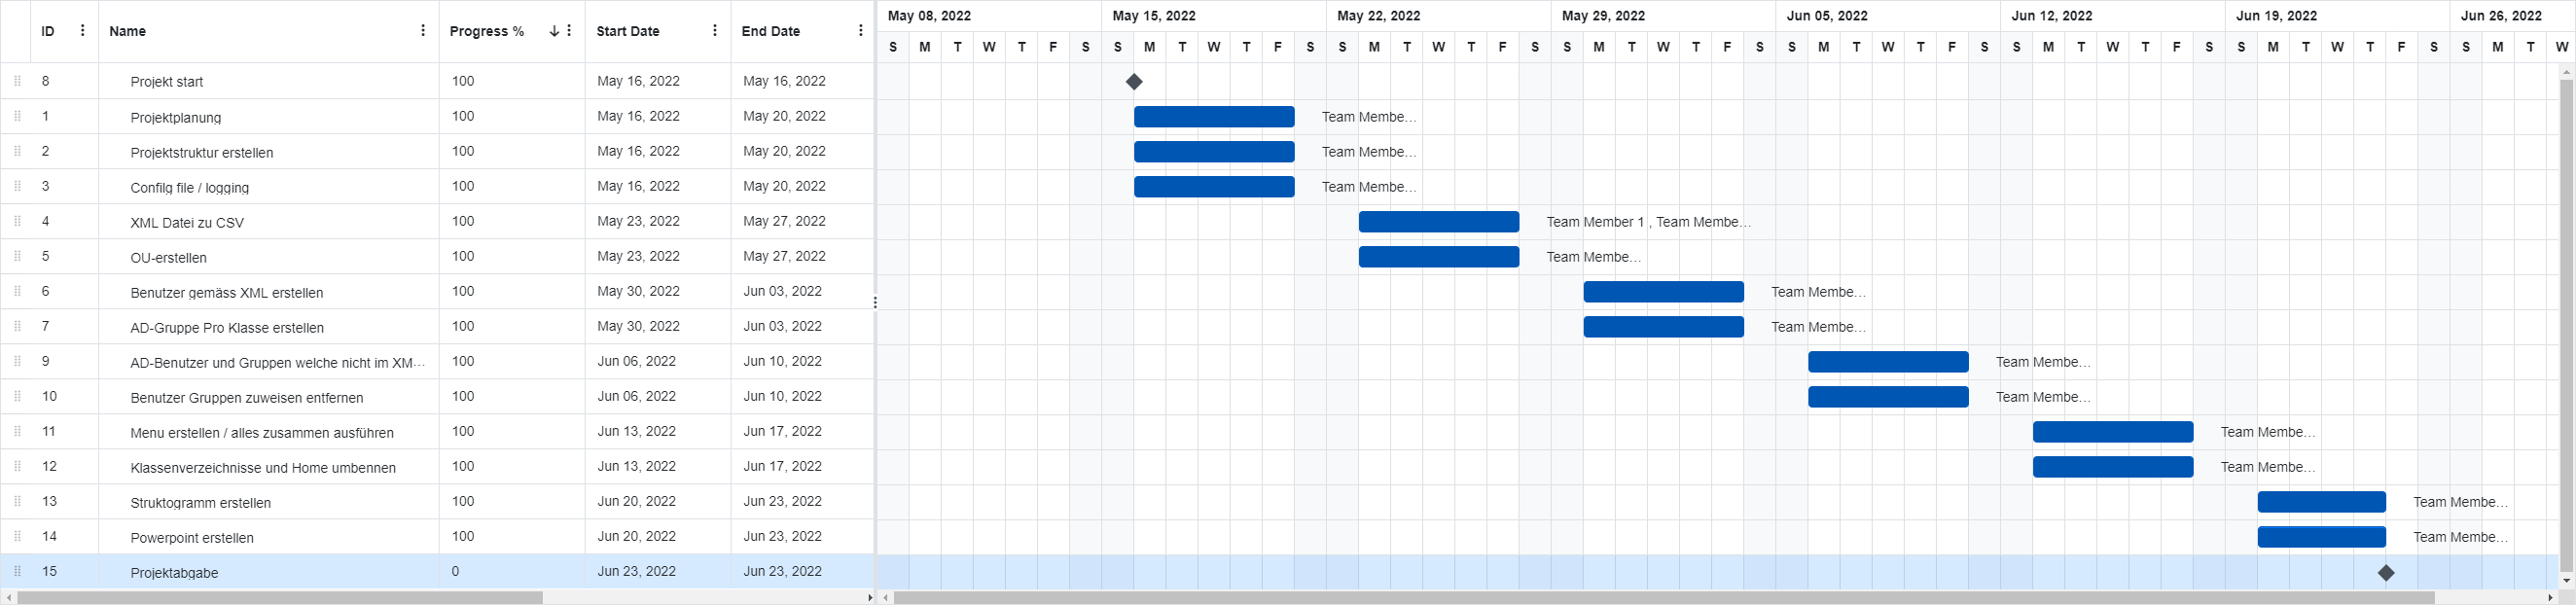 ID Name Progress % Start Date End Date
May 08, 2022 May 15, 2022 May 22, 2022 May 29, 2022 Jun 05, 2022 Jun 12, 2022 Jun 19, 2022 Jun 26, 2022
S M T W T F S S M T W T F S S M T W T F S S M T W T F S S M T W T F S S M T W T F S S M T W T F S S M T W
8 Projekt start 100 May 16, 2022 May 16, 2022
1 Projektplanung 100 May 16, 2022 May 20, 2022 Team Membe...
2 Projektstruktur erstellen 100 May 16, 2022 May 20, 2022 Team Membe...
3 Confilg file / logging 100 May 16, 2022 May 20, 2022 Team Membe...
4 XML Datei zu CSV 100 May 23, 2022 May 27, 2022 Team Member 1 , Team Membe...
5 OU-erstellen 100 May 23, 2022 May 27, 2022 Team Membe...
6 Benutzer gemäss XML erstellen 100 May 30, 2022 Jun 03, 2022 Team Membe...
7 AD-Gruppe Pro Klasse erstellen 100 May 30, 2022 Jun 03, 2022 Team Membe...
9 AD-Benutzer und Gruppen welche nicht im XM... 100 Jun 06, 2022 Jun 10, 2022 Team Membe...
10 Benutzer Gruppen zuweisen entfernen 100 Jun 06, 2022 Jun 10, 2022 Team Membe...
11 Menu erstellen / alles zusammen ausführen 100 Jun 13, 2022 Jun 17, 2022 Team Membe...
12 Klassenverzeichnisse und Home umbennen 100 Jun 13, 2022 Jun 17, 2022 Team Membe...
13 Struktogramm erstellen 100 Jun 20, 2022 Jun 23, 2022 Team Membe...
14 Powerpoint erstellen 100 Jun 20, 2022 Jun 23, 2022 Team Membe...
15 Projektabgabe 0 Jun 23, 2022 Jun 23, 2022